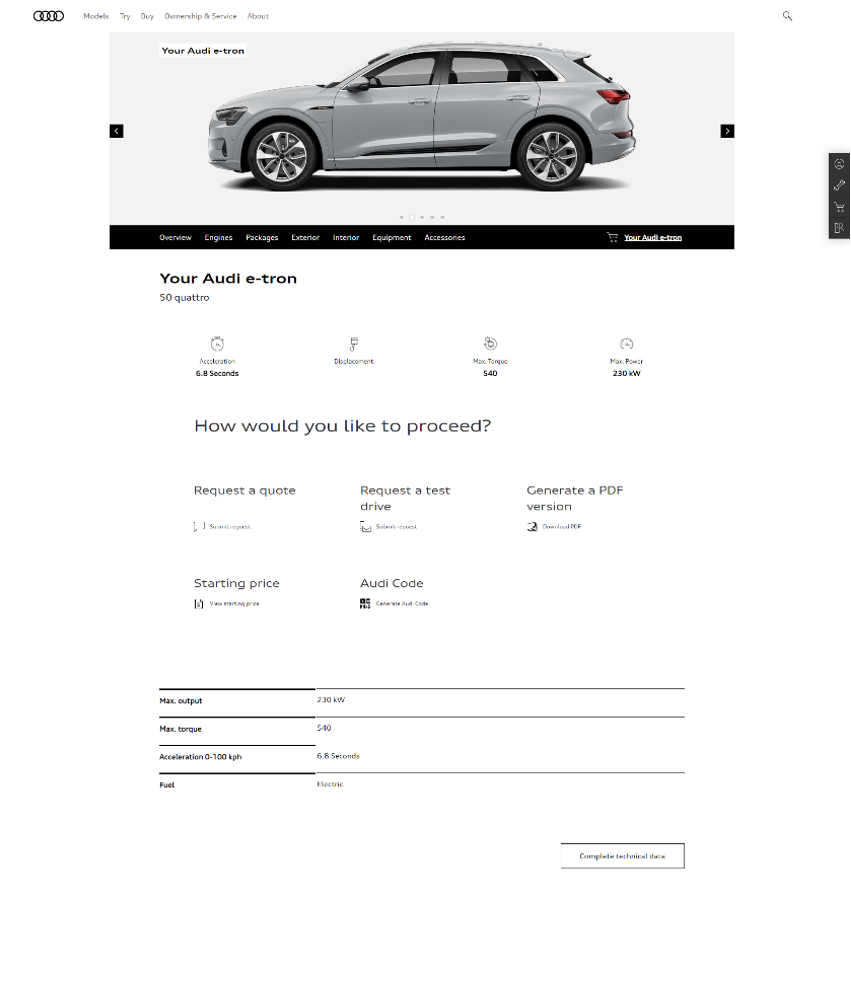 Models Try Buy Ownership & Service About
Your Audi e-tron
Overview Engines Packages Exterior Interior Equipment Accessories Your Audi e-tron
Your Audi e-tron
50 quattro
Acceleration Displacement Max. Torque Max. Power
6.8 Seconds 540 230 kW
How would you like to proceed?
Request a quote
Submit request
Request a test
drive
Submit request
Generate a PDF
version
Download PDF
Starting price
View starting price
Audi Code
Generate Audi Code
Max. output 230 kW
Max. torque 540
Acceleration 0-100 kph 6.8 Seconds
Fuel Electric
Complete technical data